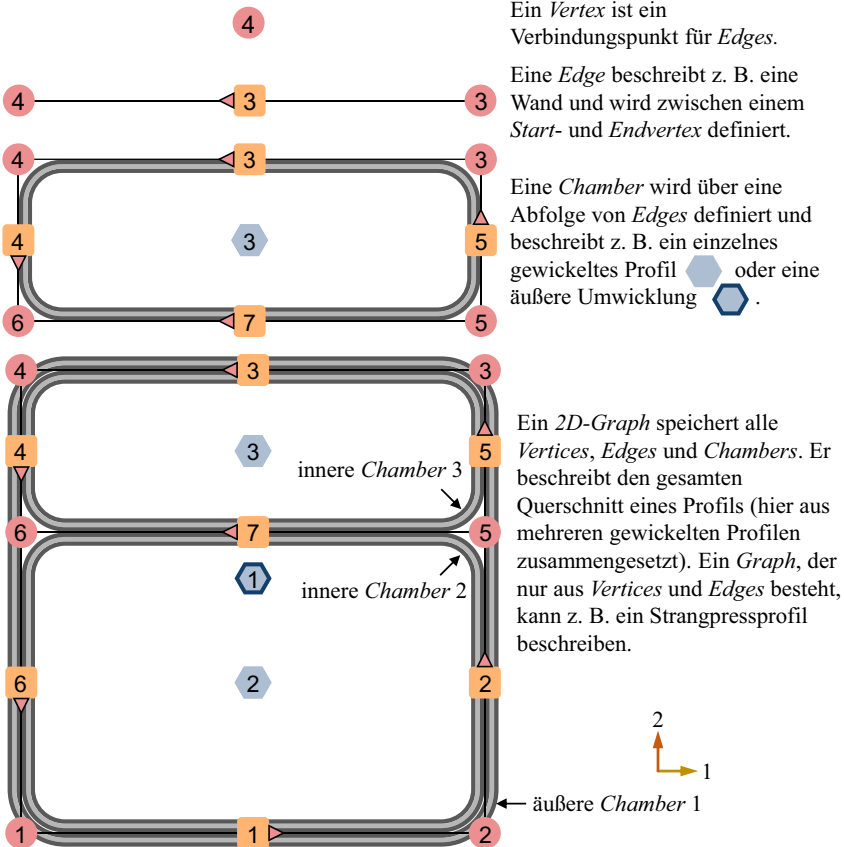 4
Ein Vertex ist ein
Verbindungspunkt für Edges.
4 3 3
Eine Edge beschreibt z. B. eine
Wand und wird zwischen einem
Start- und Endvertex definiert.
4 3 3
4 3 5
6 7 5
Eine Chamber wird über eine
Abfolge von Edges definiert und
beschreibt z. B. ein einzelnes
gewickeltes Profil oder eine
äußere Umwicklung .
4 3 3
4 3 5
innere Chamber 3
6 7 5
1
innere Chamber 2
6 2 2
1 1 2
äußere Chamber 1
Ein 2D-Graph speichert alle
Vertices, Edges und Chambers. Er
beschreibt den gesamten
Querschnitt eines Profils (hier aus
mehreren gewickelten Profilen
zusammengesetzt). Ein Graph, der
nur aus Vertices und Edges besteht,
kann z. B. ein Strangpressprofil
beschreiben.
2
1